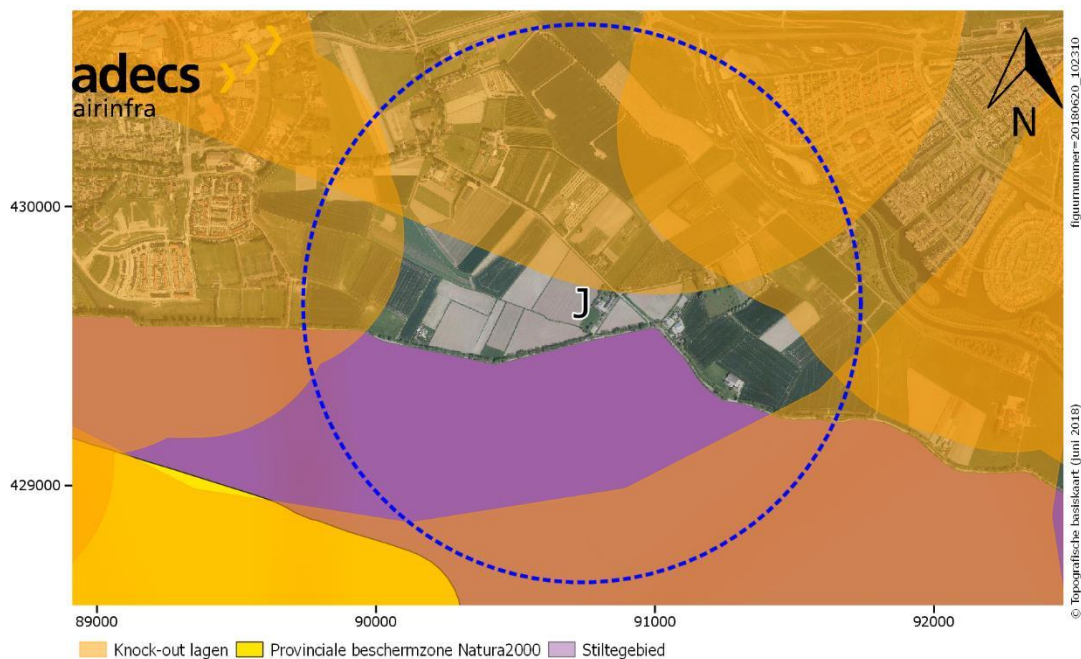 adecs
airinfra
N
figuurnummer=20180620_102310
430000
J
429000
© Topografische basiskaart (juni 2018)
89000 90000 91000 92000
Knock-out lagen Provinciale beschermzone Natura2000 Stiltegebied